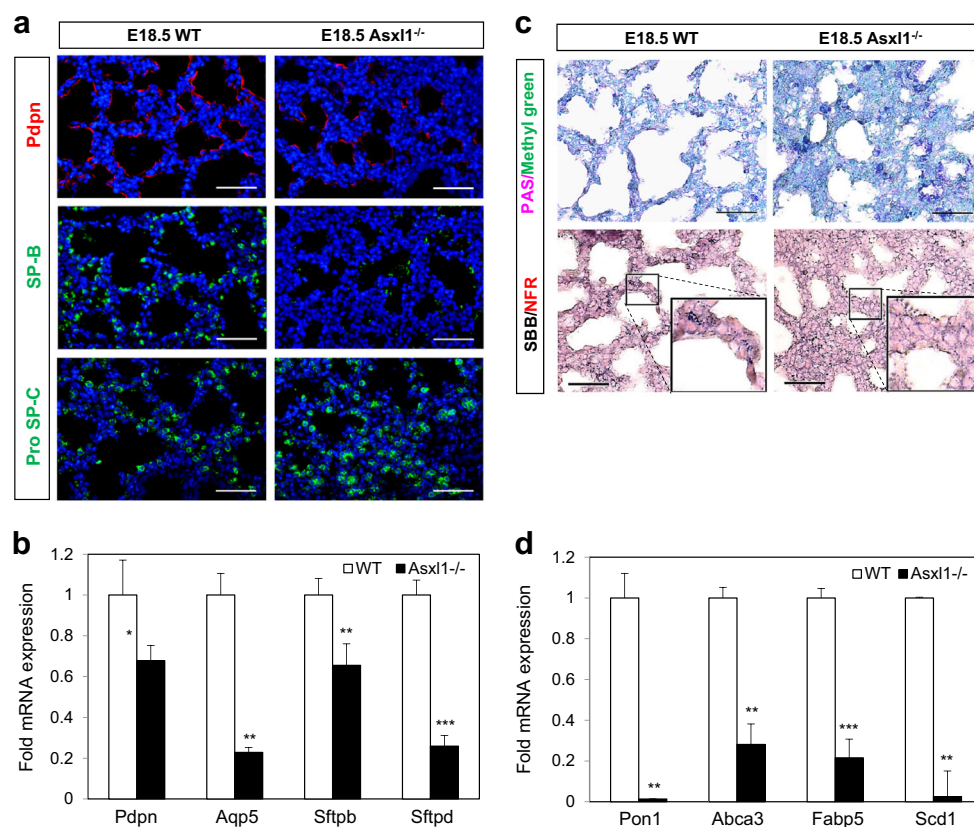 a
E18.5 WT
E18.5 Asxl1-/-
Pdpn
SP-B
Pro SP-C
c
E18.5 WT
E18.5 Asxl1-/-
PAS/Methyl green
SBB/NFR
b
Fold mRNA expression
1.2
1
0.8
0.6
0.4
0.2
0
WT Asxl1-/-
*
**
**
***
Pdpn Aqp5 Sftpb Sftpd
d
Fold mRNA expression
1.2
1
0.8
0.6
0.4
0.2
0
WT Asxl1-/-
**
**
***
**
Pon1 Abca3 Fabp5 Scd1